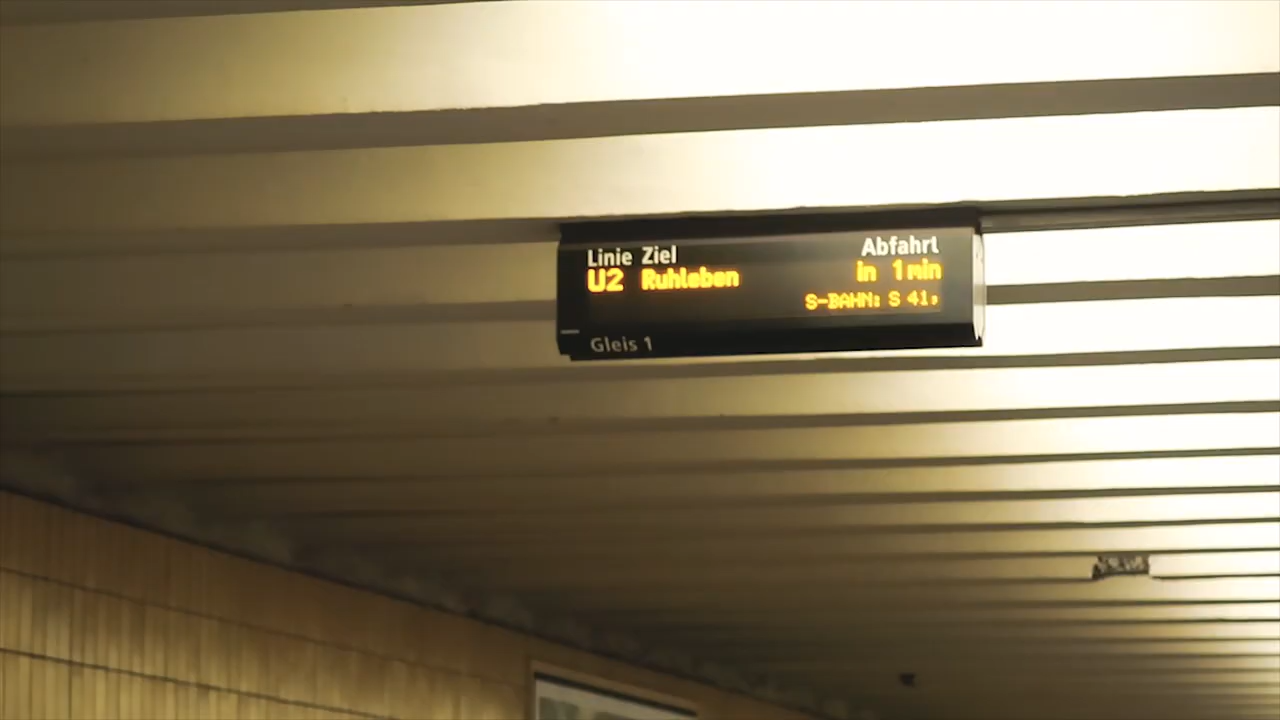 Linie Ziel Abfahrt
U2 Ruhleben in 1 min
S-BAHN: S 41,
Gleis 1